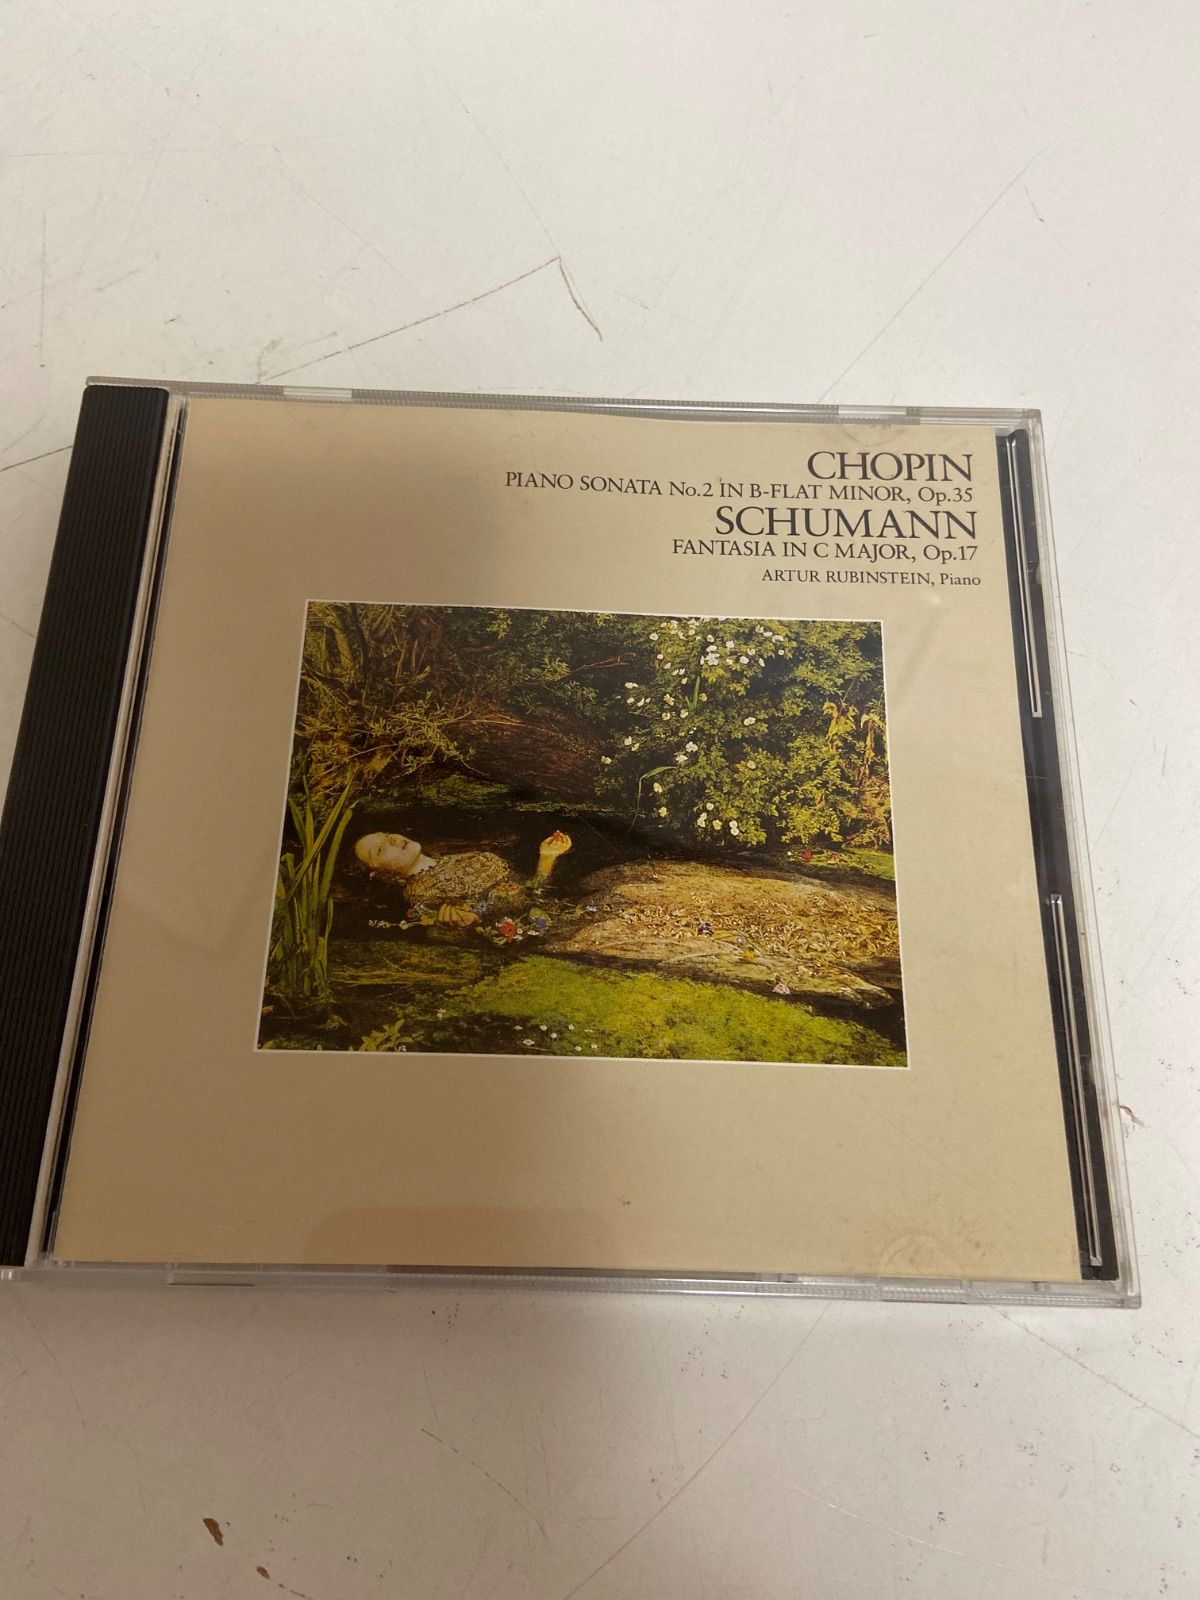 CHOPIN
PIANO SONATA No.2 IN B-FLAT MINOR, Op.35
SCHUMANN
FANTASIA IN C MAJOR, Op.17
ARTUR RUBINSTEIN, Piano